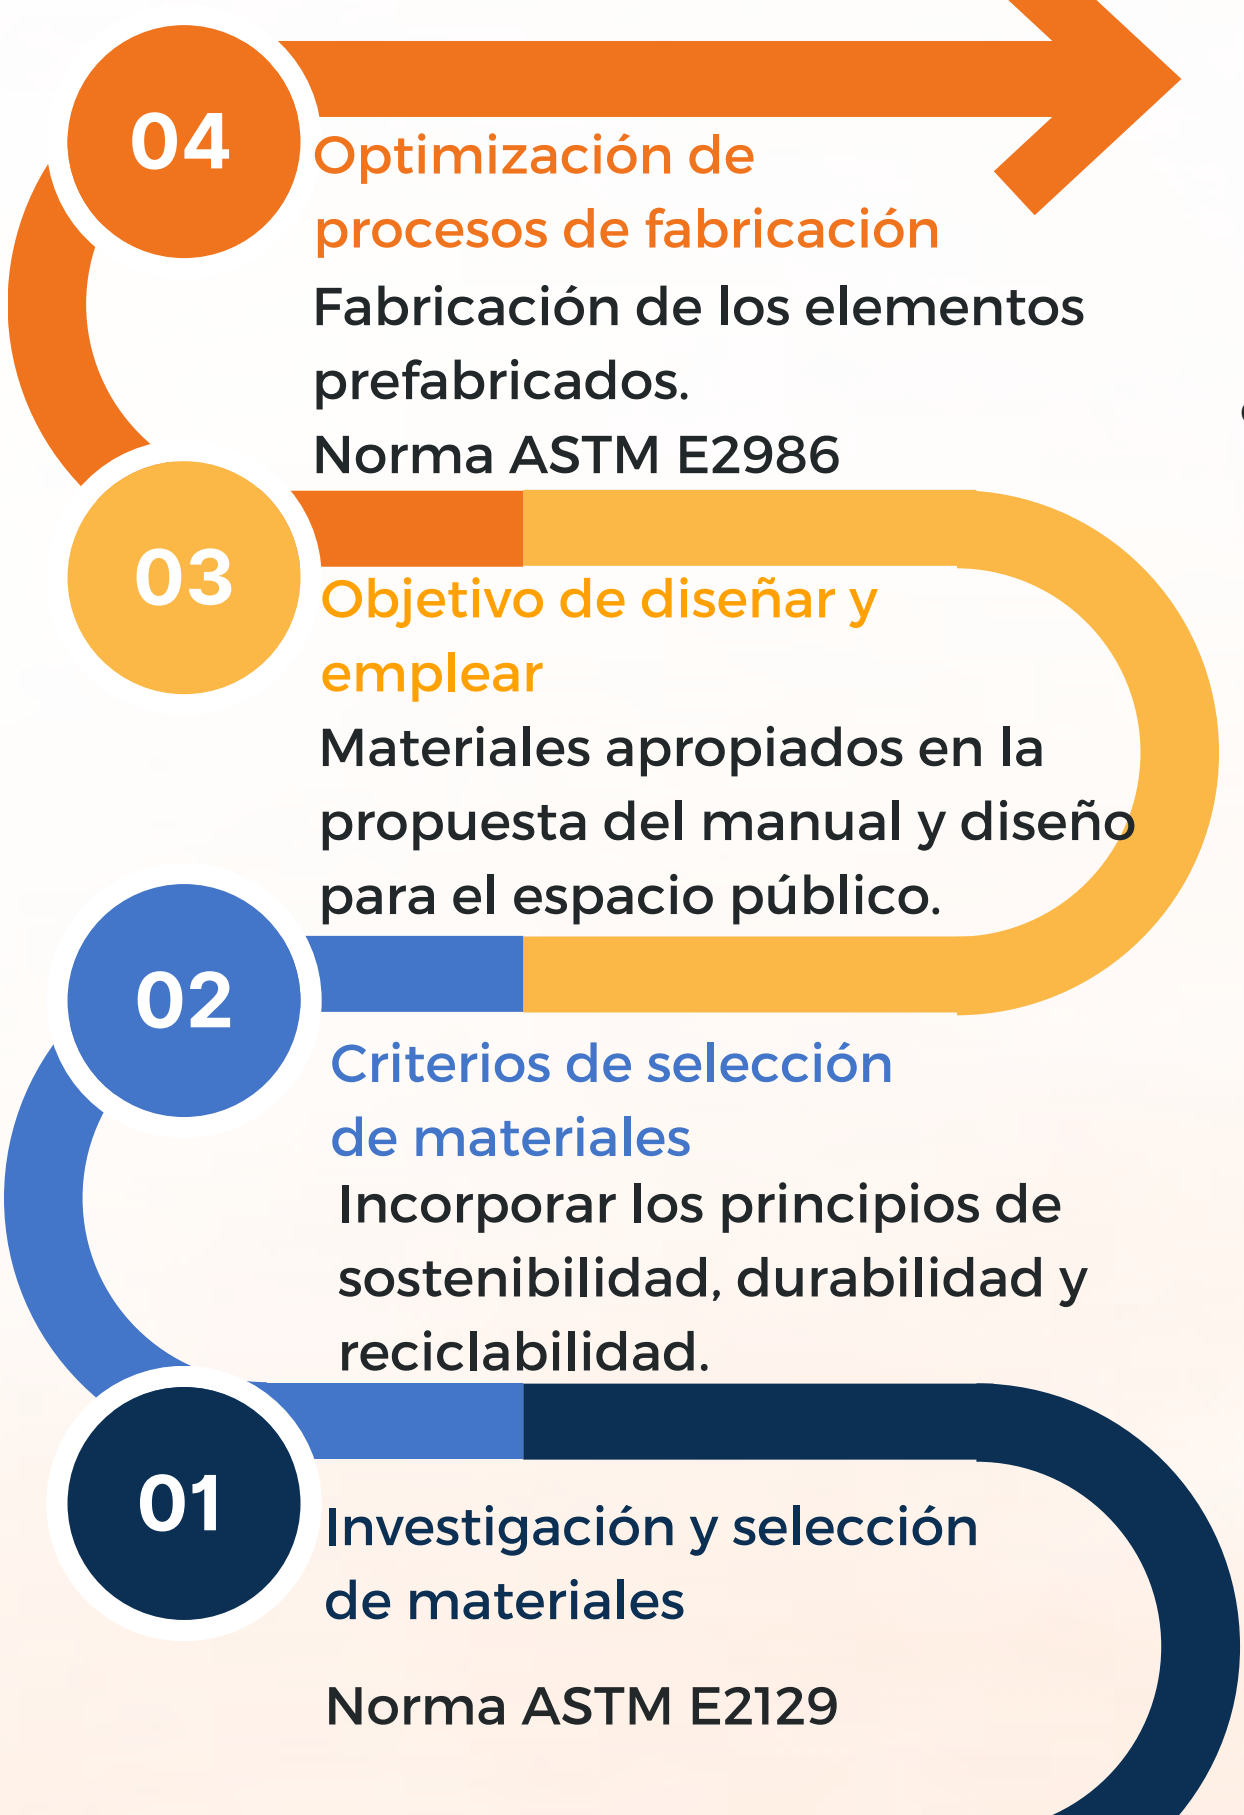 04
Optimización de
procesos de fabricación
Fabricación de los elementos
prefabricados.
Norma ASTM E2986
03
Objetivo de diseñar y
emplear
Materiales apropiados en la
propuesta del manual y diseño
para el espacio público.
02
Criterios de selección
de materiales
Incorporar los principios de
sostenibilidad, durabilidad y
reciclabilidad.
01
Investigación y selección
de materiales
Norma ASTM E2129